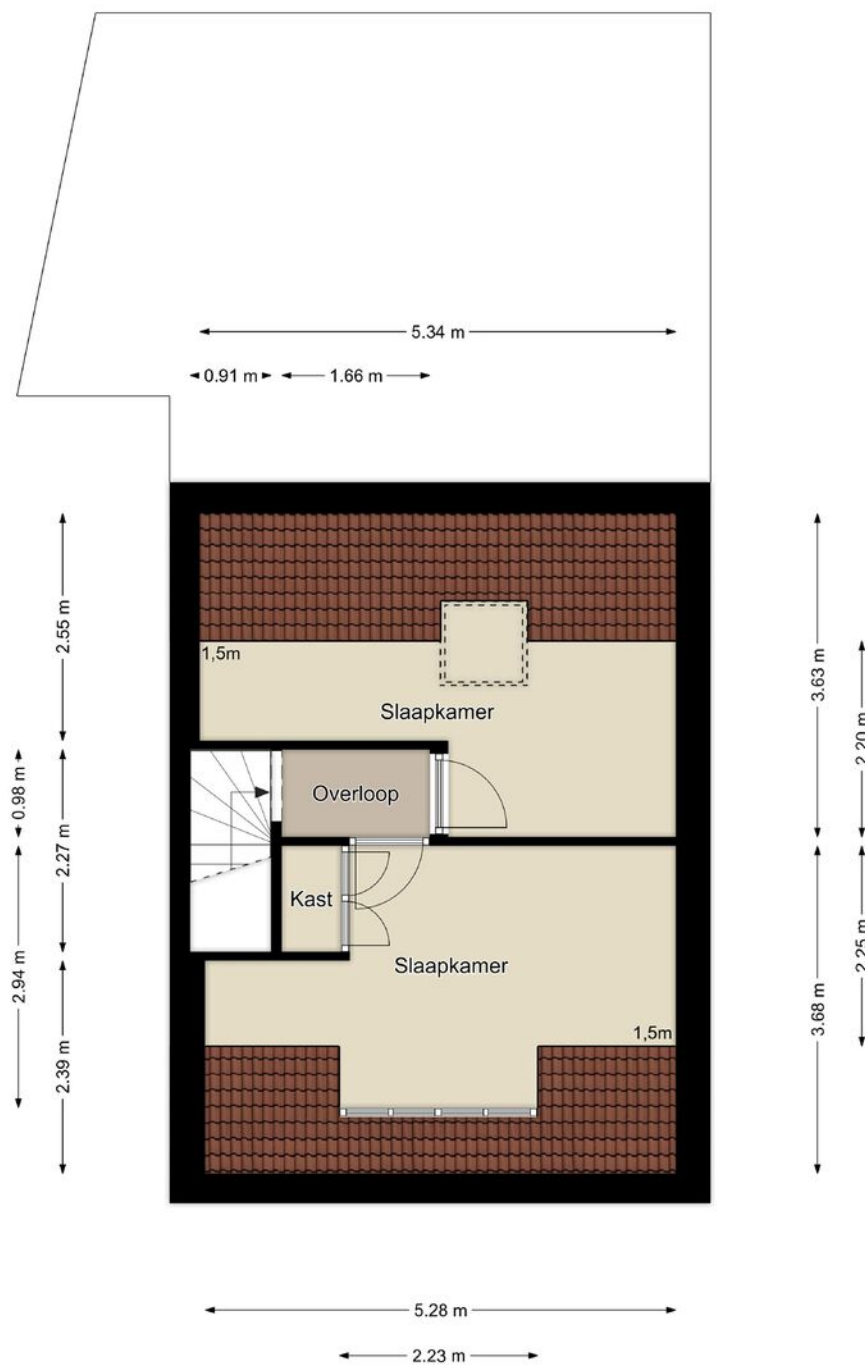 5.34 m
0.91 m
1.66 m
2.55 m
3.63 m
1,5m
2.20 m
Slaapkamer
0.98 m
Overloop
2.27 m
Kast
2.25 m
Slaapkamer
2.94 m
3.68 m
1,5m
2.39 m
5.28 m
2.23 m